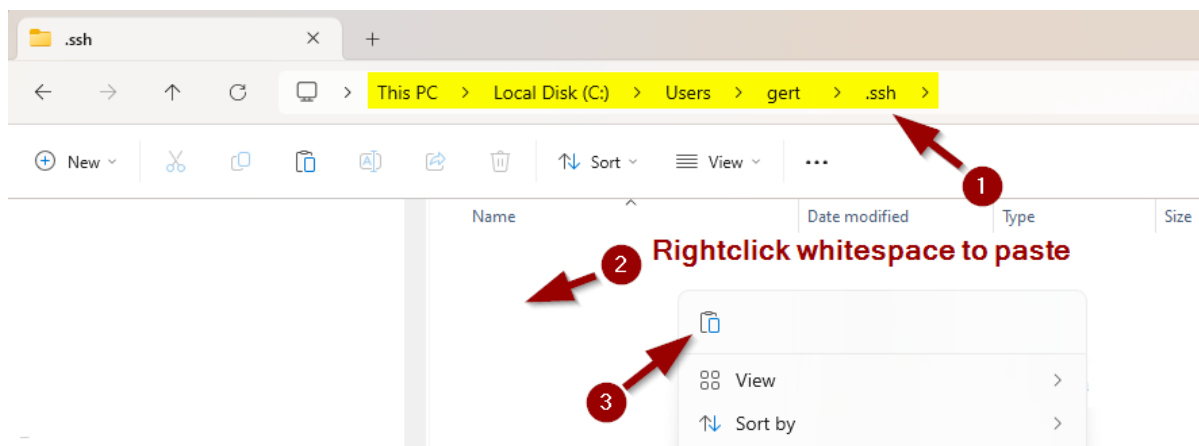 .ssh
This PC > Local Disk (C:) > Users > gert > .ssh >
New Sort View ...
1
Name Date modified Type Size
2 Rightclick whitespace to paste
3 View
Sort by